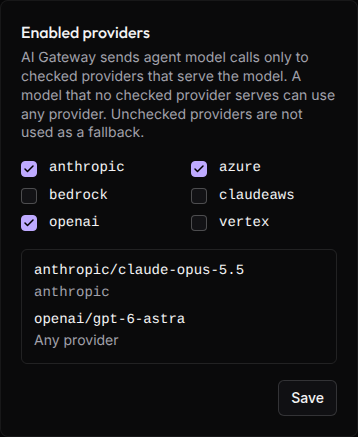 Enabled providers
AI Gateway sends agent model calls only to
checked providers that serve the model. A
model that no checked provider serves can use
any provider. Unchecked providers are not
used as a fallback.
anthropic
azure
bedrock
claudeaws
openai
vertex
anthropic/claude-opus-5.5
anthropic
openai/gpt-6-astra
Any provider
Save